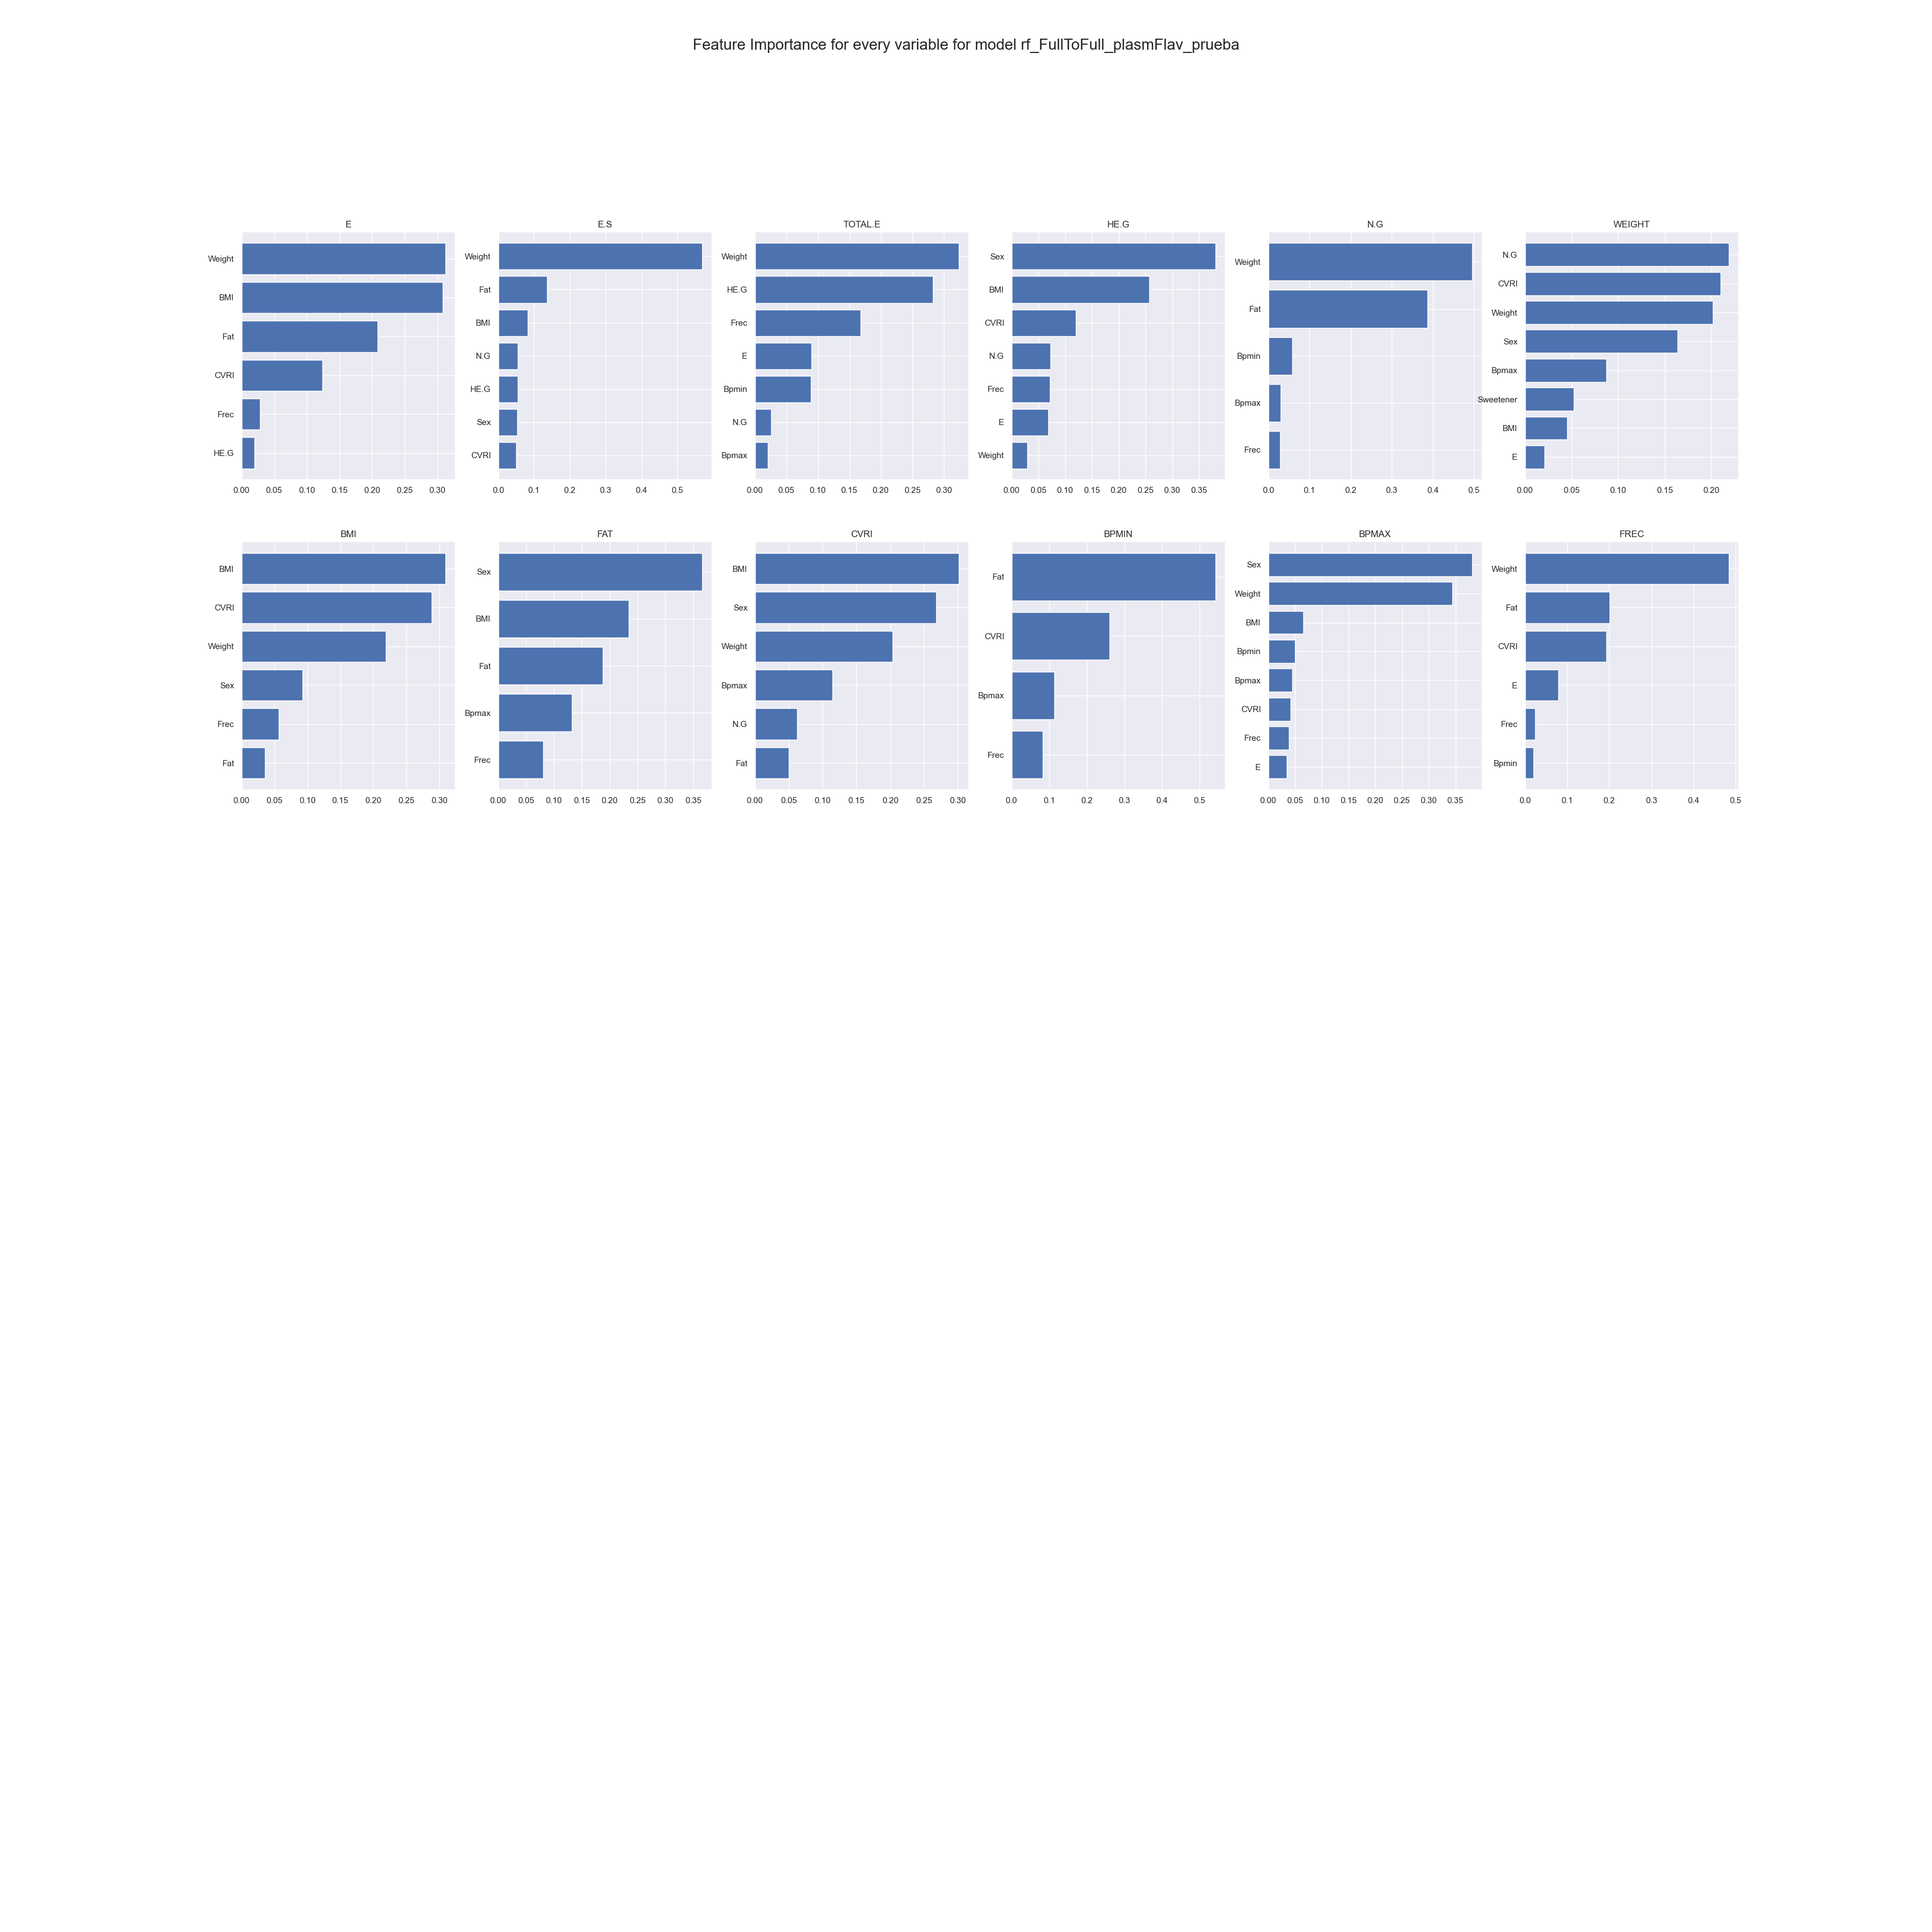 Feature Importance for every variable for model rf_FullToFull_plasmFlav_prueba
E
Weight
BMI
Fat
CVRI
Frec
HE.G
0.00 0.05 0.10 0.15 0.20 0.25 0.30
E.S
Weight
Fat
BMI
N.G
HE.G
Sex
CVRI
0.0 0.1 0.2 0.3 0.4 0.5
TOTAL.E
Weight
HE.G
Frec
E
Bpmin
N.G
Bpmax
0.00 0.05 0.10 0.15 0.20 0.25 0.30
HE.G
Sex
BMI
CVRI
N.G
Frec
E
Weight
0.00 0.05 0.10 0.15 0.20 0.25 0.30 0.35
N.G
Weight
Fat
Bpmin
Bpmax
Frec
0.0 0.1 0.2 0.3 0.4 0.5
WEIGHT
N.G
CVRI
Weight
Sex
Bpmax
Sweetener
BMI
E
0.00 0.05 0.10 0.15 0.20
BMI
BMI
CVRI
Weight
Sex
Frec
Fat
0.00 0.05 0.10 0.15 0.20 0.25 0.30
FAT
Sex
BMI
Fat
Bpmax
Frec
0.00 0.05 0.10 0.15 0.20 0.25 0.30 0.35
CVRI
BMI
Sex
Weight
Bpmax
N.G
Fat
0.00 0.05 0.10 0.15 0.20 0.25 0.30
BPMIN
Fat
CVRI
Bpmax
Frec
0.0 0.1 0.2 0.3 0.4 0.5
BPMAX
Sex
Weight
BMI
Bpmin
Bpmax
CVRI
Frec
E
0.00 0.05 0.10 0.15 0.20 0.25 0.30 0.35
FREC
Weight
Fat
CVRI
E
Frec
Bpmin
0.0 0.1 0.2 0.3 0.4 0.5